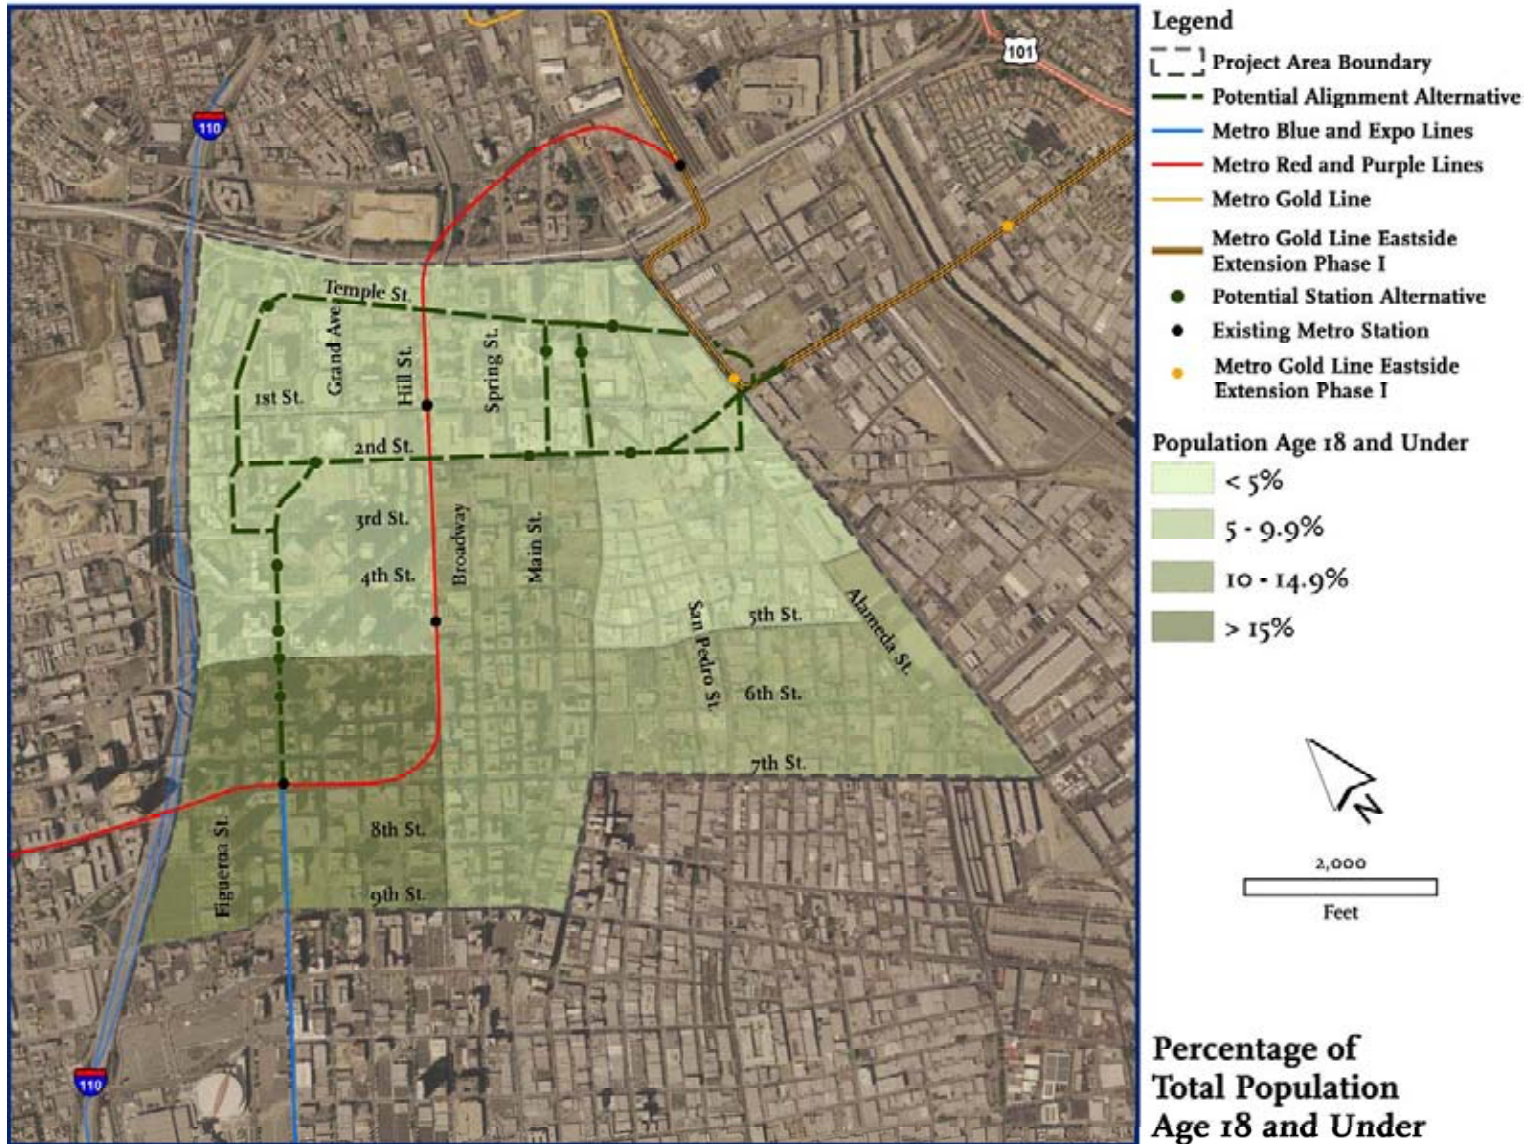 Legend
Project Area Boundary
Potential Alignment Alternative
Metro Blue and Expo Lines
Metro Red and Purple Lines
Metro Gold Line
Metro Gold Line Eastside
Extension Phase I
Potential Station Alternative
Existing Metro Station
Metro Gold Line Eastside
Extension Phase I
Population Age 18 and Under
< 5%
5 - 9.9%
10 - 14.9%
> 15%
N
2,000
Feet
Percentage of
Total Population
Age 18 and Under
101
110
Temple St.
Grand Ave.
Hill St.
Spring St.
1st St.
2nd St.
3rd St.
Broadway
Main St.
4th St.
San Pedro St.
5th St.
Alameda St.
6th St.
7th St.
Figueroa St.
8th St.
9th St.
110